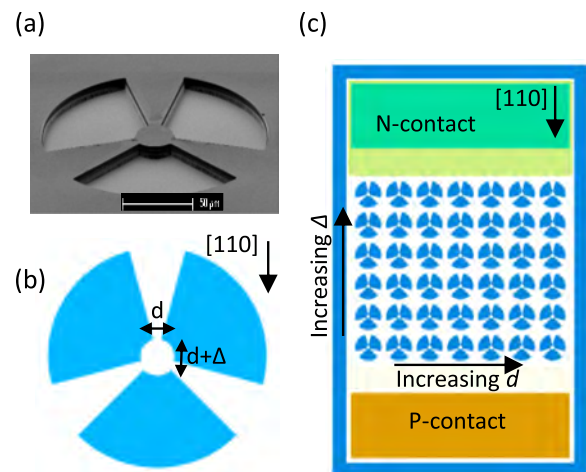 (a)
50 μm
(b)
[110]
d
d+Δ
(c)
[110]
N-contact
Increasing Δ
Increasing d
P-contact